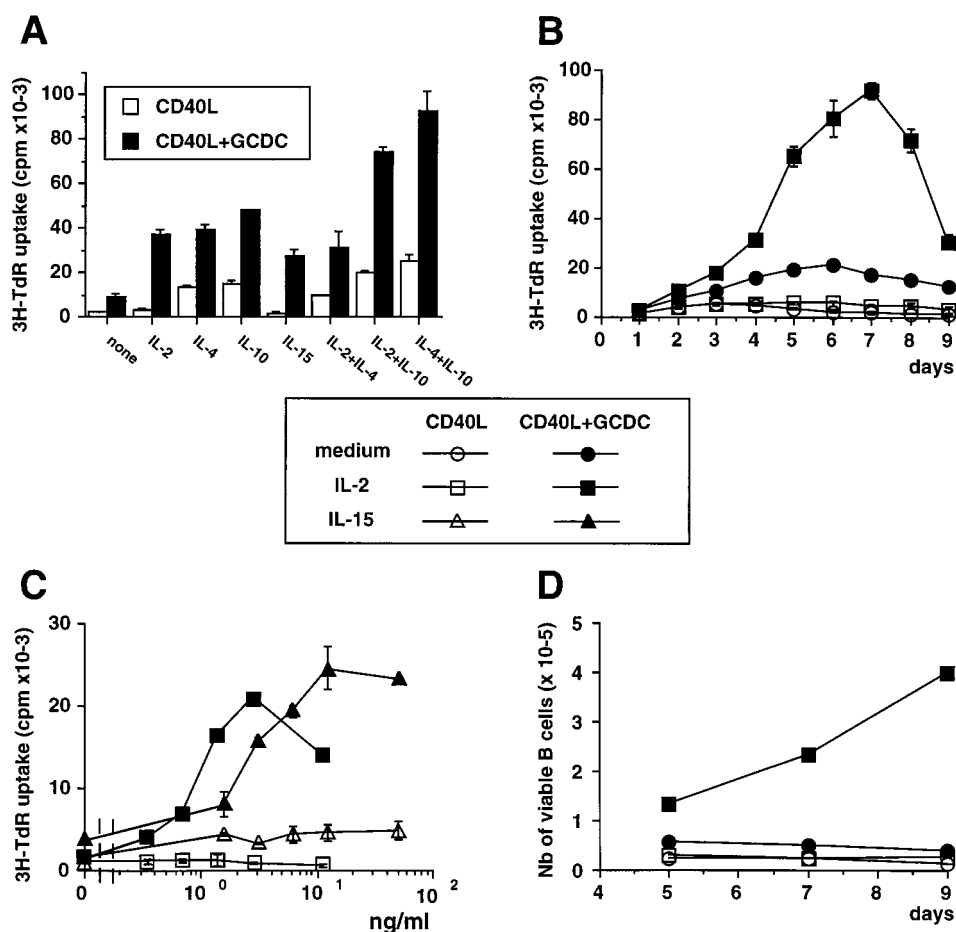 A
3H-TdR uptake (cpm x10-3)
100
80
60
40
20
0
CD40L
CD40L+GCDC
none
IL-2
IL-4
IL-10
IL-15
IL-2+IL-4
IL-2+IL-10
IL-4+IL-10
B
3H-TdR uptake (cpm x10-3)
100
80
60
40
20
0
0 1 2 3 4 5 6 7 8 9
days
CD40L CD40L+GCDC
medium
IL-2
IL-15
C
3H-TdR uptake (cpm x10-3)
30
20
10
0
0 10 0 10 1 10 2
ng/ml
D
Nb of viable B cells (x 10-5)
5
4
3
2
1
0
4 5 6 7 8 9
days